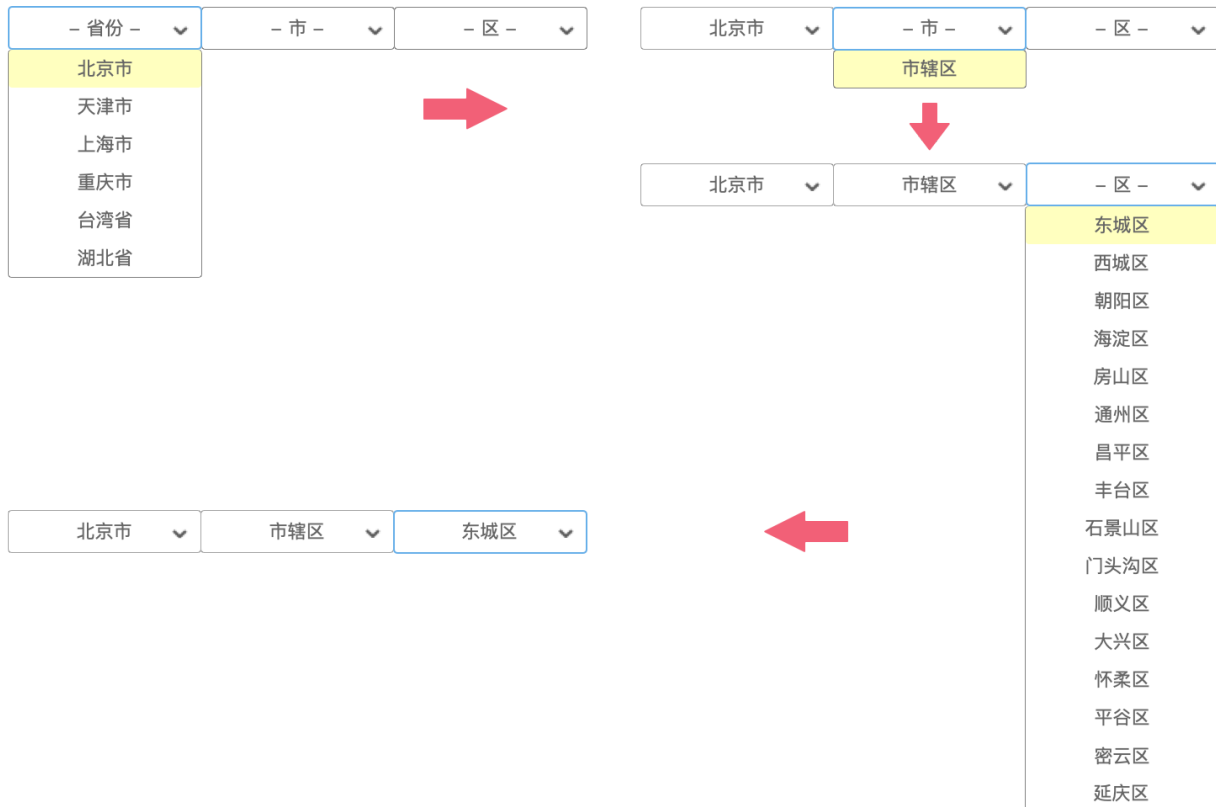 – 省份 –
– 市 –
– 区 –
北京市
天津市
上海市
重庆市
台湾省
湖北省
北京市
– 市 –
– 区 –
市辖区
北京市
市辖区
– 区 –
东城区
西城区
朝阳区
海淀区
房山区
通州区
昌平区
丰台区
石景山区
门头沟区
顺义区
大兴区
怀柔区
平谷区
密云区
延庆区
北京市
市辖区
东城区